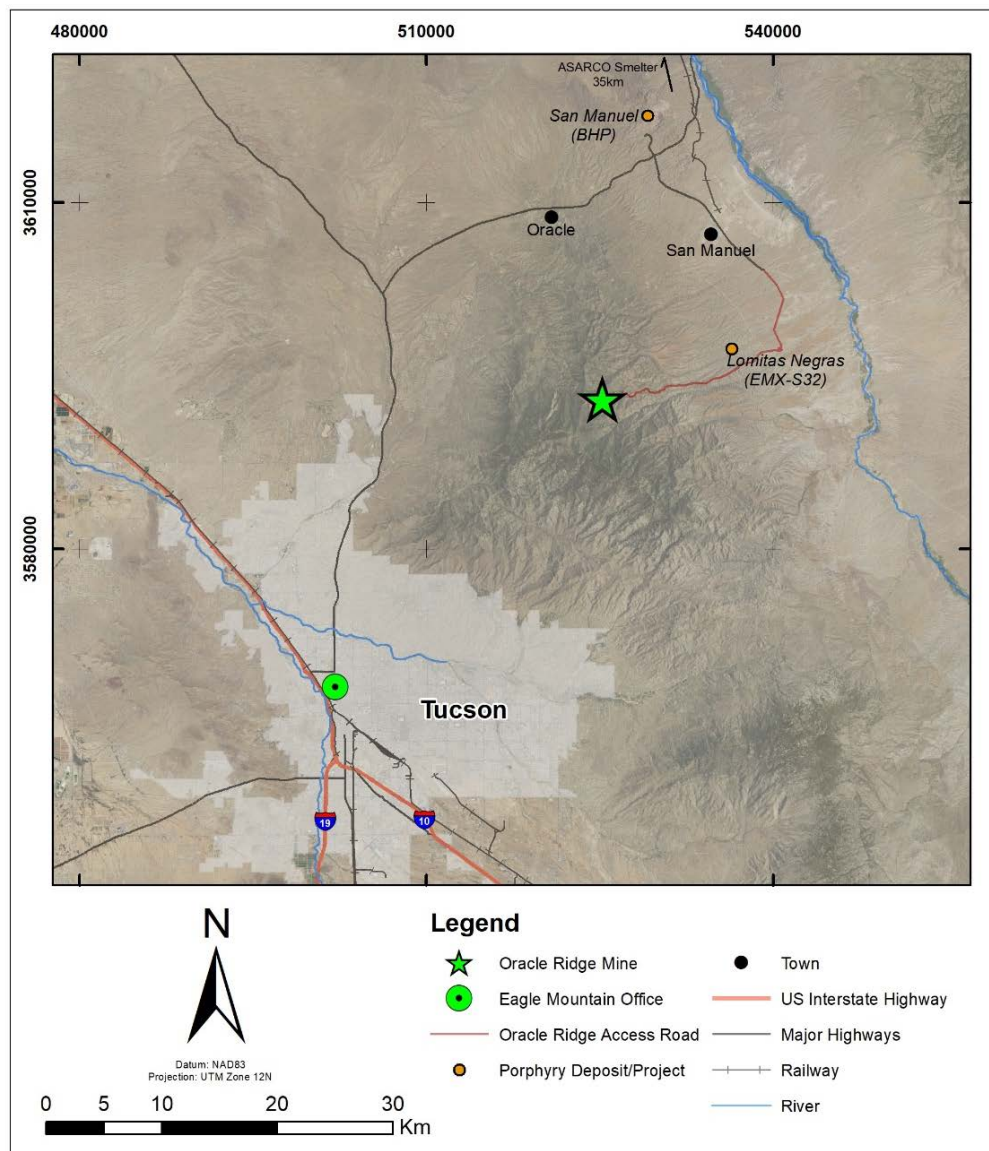 480000
510000
540000
ASARCO Smelter
35km
San Manuel
(BHP)
3610000
Oracle
San Manuel
Lomitas Negras
(EMX-S32)
3580000
Tucson
19
10
N
Datum: NAD83
Projection: UTM Zone 12N
0
5
10
20
30
Km
Legend
Oracle Ridge Mine
Eagle Mountain Office
Oracle Ridge Access Road
Porphyry Deposit/Project
Town
US Interstate Highway
Major Highways
Railway
River